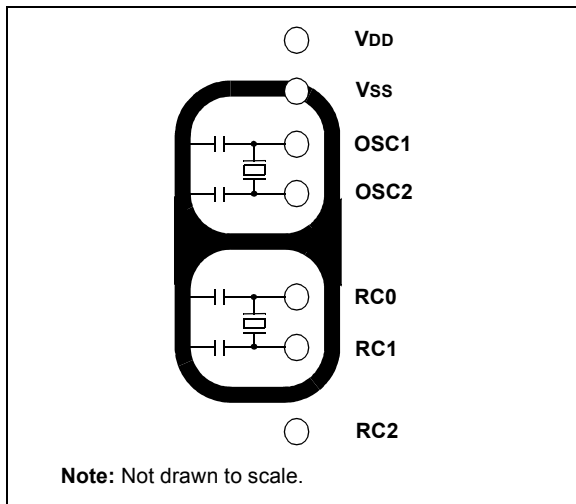 VDD
VSS
OSC1
OSC2
RC0
RC1
RC2
Note: Not drawn to scale.